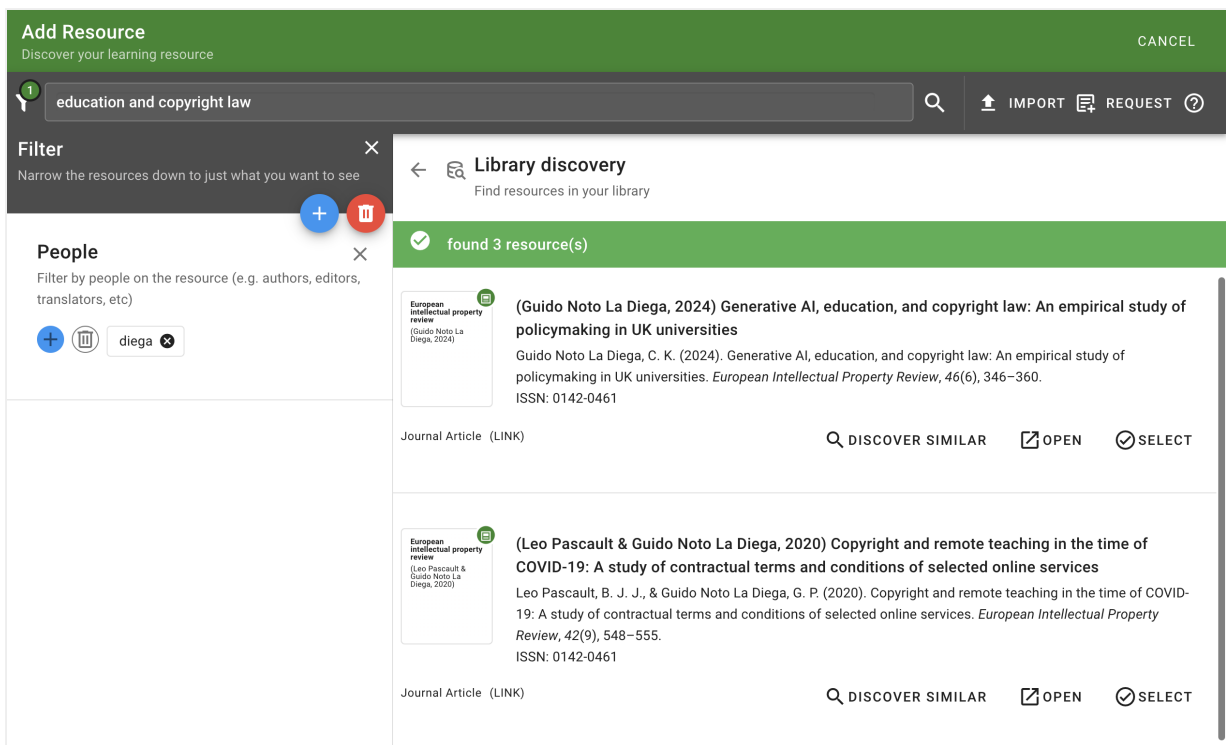 Add Resource
Discover your learning resource
CANCEL
1
education and copyright law
IMPORT
REQUEST
Filter
Narrow the resources down to just what you want to see
People
Filter by people on the resource (e.g. authors, editors,
translators, etc)
diega
Library discovery
Find resources in your library
found 3 resource(s)
European
intellectual property
review
(Guido Noto La
Diega, 2024)
(Guido Noto La Diega, 2024) Generative AI, education, and copyright law: An empirical study of
policymaking in UK universities
Guido Noto La Diega, C. K. (2024). Generative AI, education, and copyright law: An empirical study of
policymaking in UK universities. European Intellectual Property Review, 46(6), 346–360.
ISSN: 0142-0461
Journal Article (LINK)
DISCOVER SIMILAR
OPEN
SELECT
European
intellectual property
review
(Leo Pascault &
Guido Noto La
Diega, 2020)
(Leo Pascault & Guido Noto La Diega, 2020) Copyright and remote teaching in the time of
COVID-19: A study of contractual terms and conditions of selected online services
Leo Pascault, B. J. J., & Guido Noto La Diega, G. P. (2020). Copyright and remote teaching in the time of COVID-
19: A study of contractual terms and conditions of selected online services. European Intellectual Property
Review, 42(9), 548–555.
ISSN: 0142-0461
Journal Article (LINK)
DISCOVER SIMILAR
OPEN
SELECT